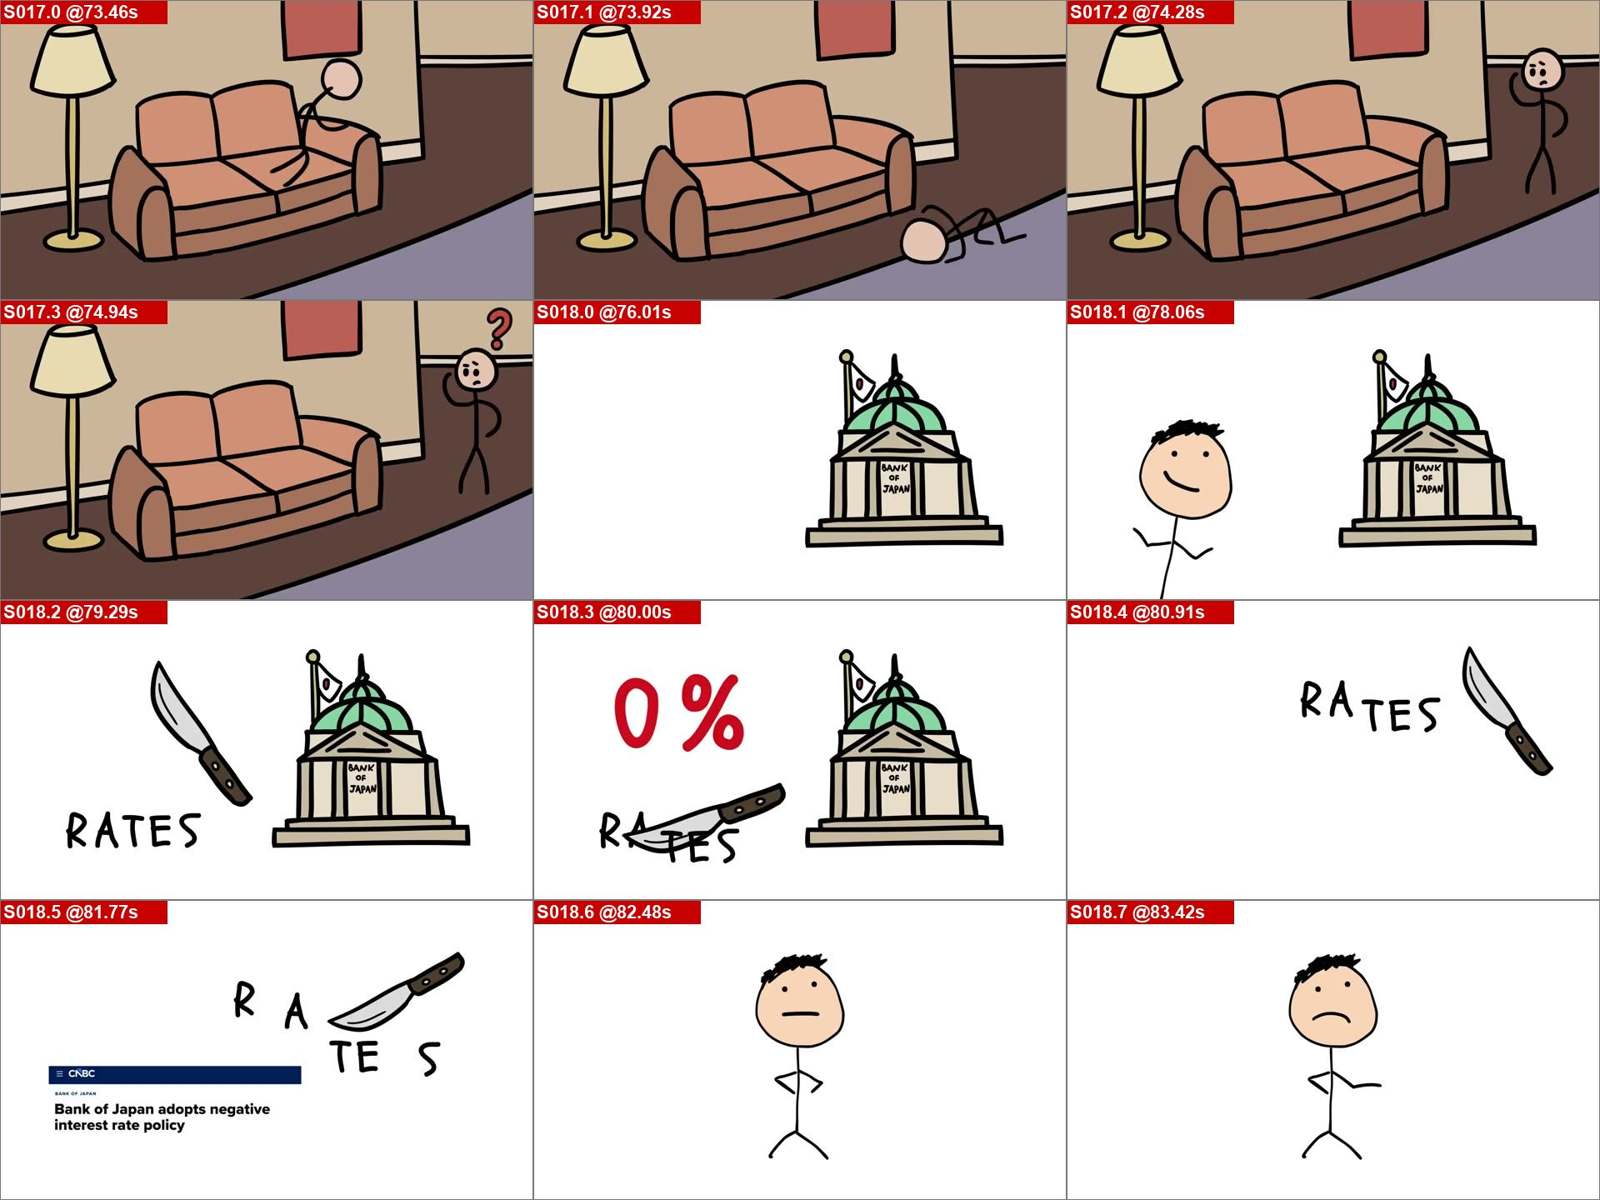 S017.0 @73.46s
S017.1 @73.92s
S017.2 @74.28s
S017.3 @74.94s
?
S018.0 @76.01s
BANK
OF
JAPAN
S018.1 @78.06s
BANK
OF
JAPAN
S018.2 @79.29s
RATES
BANK
OF
JAPAN
S018.3 @80.00s
0%
RATES
BANK
OF
JAPAN
S018.4 @80.91s
RATES
S018.5 @81.77s
R A TE S
CNBC
BANK OF JAPAN
Bank of Japan adopts negative
interest rate policy
S018.6 @82.48s
S018.7 @83.42s